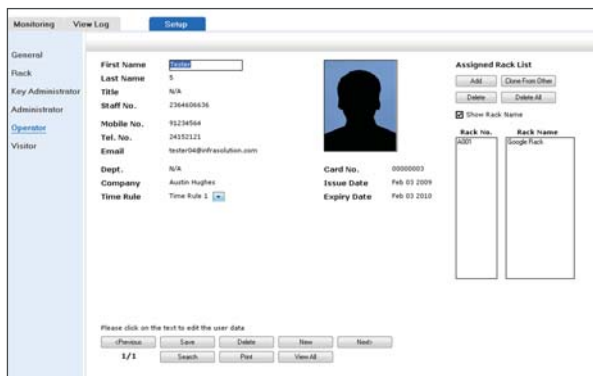 Monitoring View Log Setup
General
Rack
Key Administrator
Administrator
Operator
Visitor
First Name Tester
Last Name 5
Title N/A
Staff No. 2364606636
Mobile No. 91234564
Tel. No. 24152121
Email tester04@infrasolution.com
Dept. N/A
Company Austin Hughes
Time Rule Time Rule 1
Card No. 00000003
Issue Date Feb 03 2009
Expiry Date Feb 03 2010
Assigned Rack List
Add Clone From Other
Delete Delete All
Show Rack Name
Rack No. Rack Name
A001 Google Rack
Please click on the text to edit the user data
<Previous Save Delete New Next>
1/1 Search Print View All